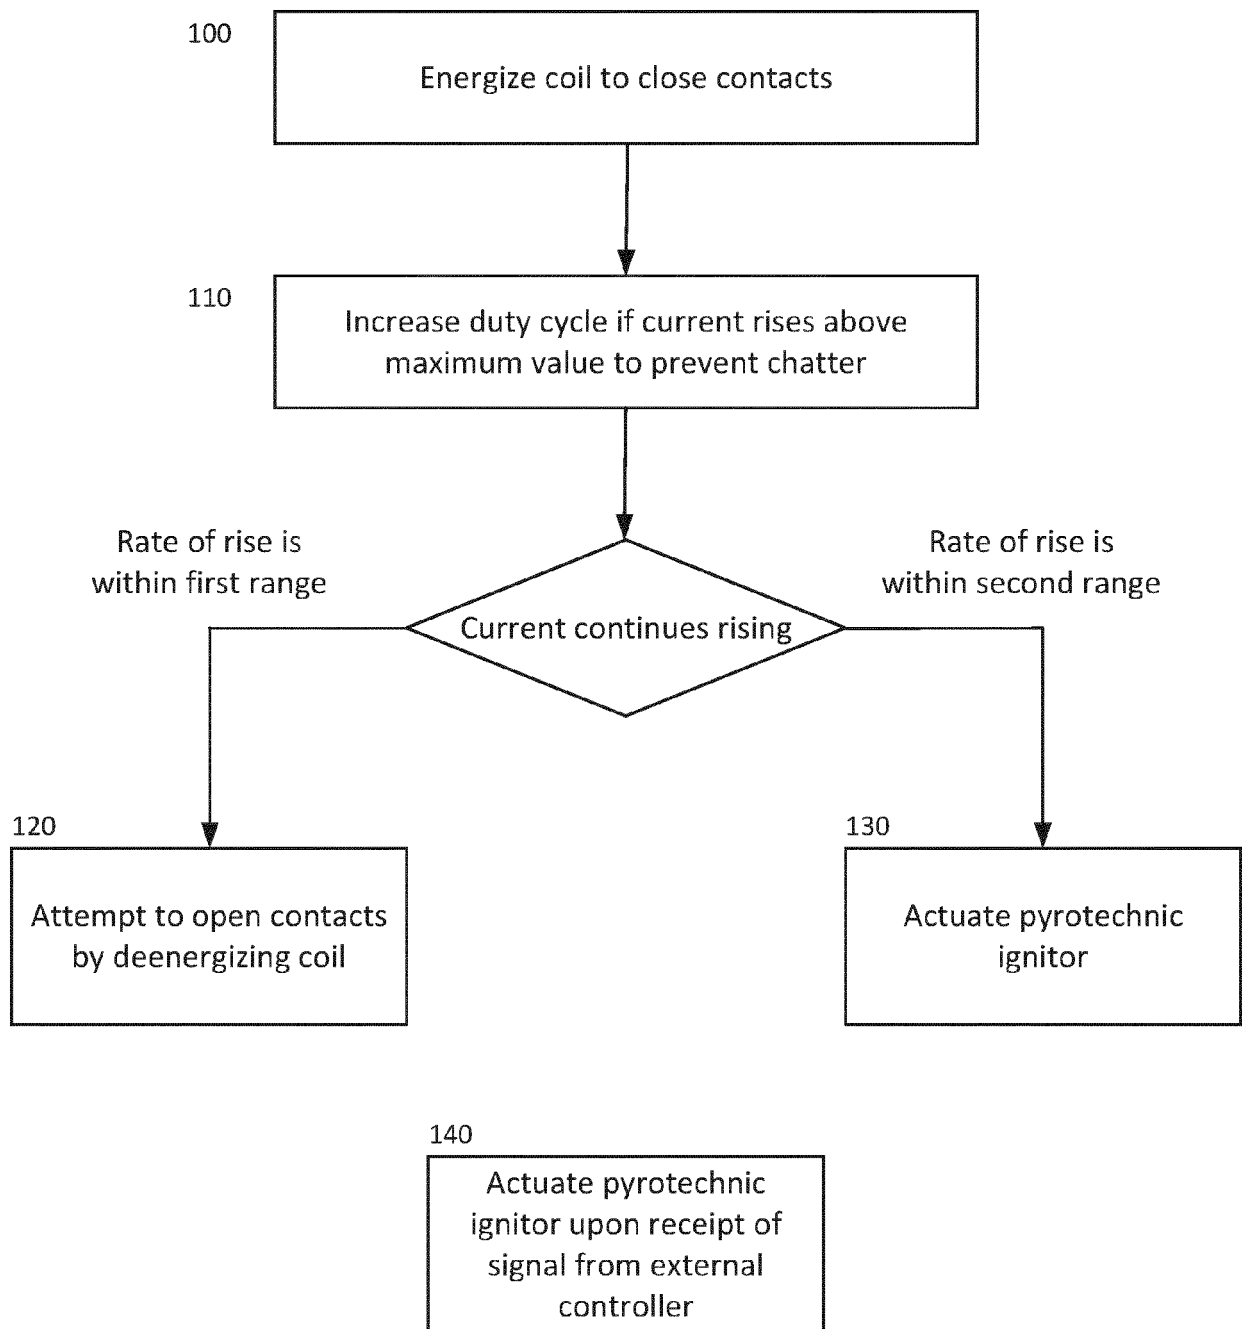 100
Energize coil to close contacts
110
Increase duty cycle if current rises above
maximum value to prevent chatter
Rate of rise is
within first range
Rate of rise is
within second range
Current continues rising
120
Attempt to open contacts
by deenergizing coil
130
Actuate pyrotechnic
ignitor
140
Actuate pyrotechnic
ignitor upon receipt of
signal from external
controller